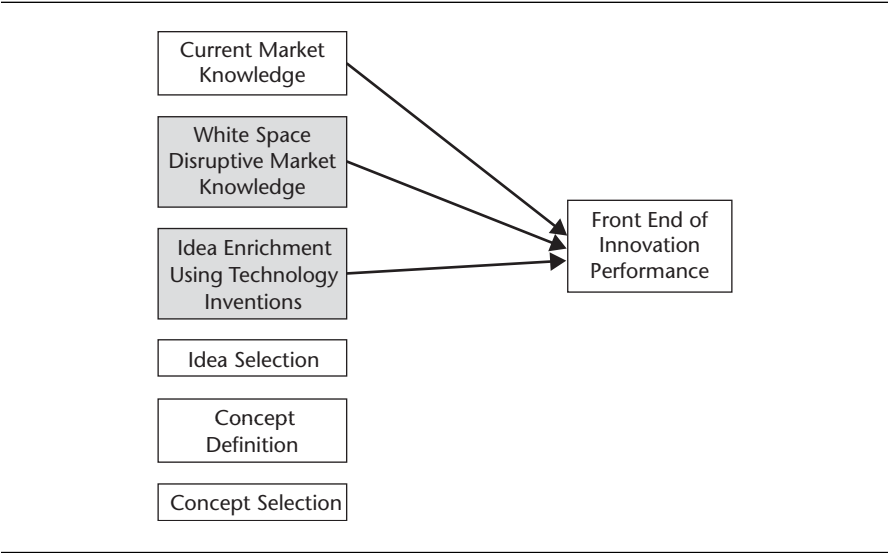 Current Market
Knowledge
White Space
Disruptive Market
Knowledge
Idea Enrichment
Using Technology
Inventions
Idea Selection
Concept
Definition
Concept Selection
Front End of
Innovation
Performance